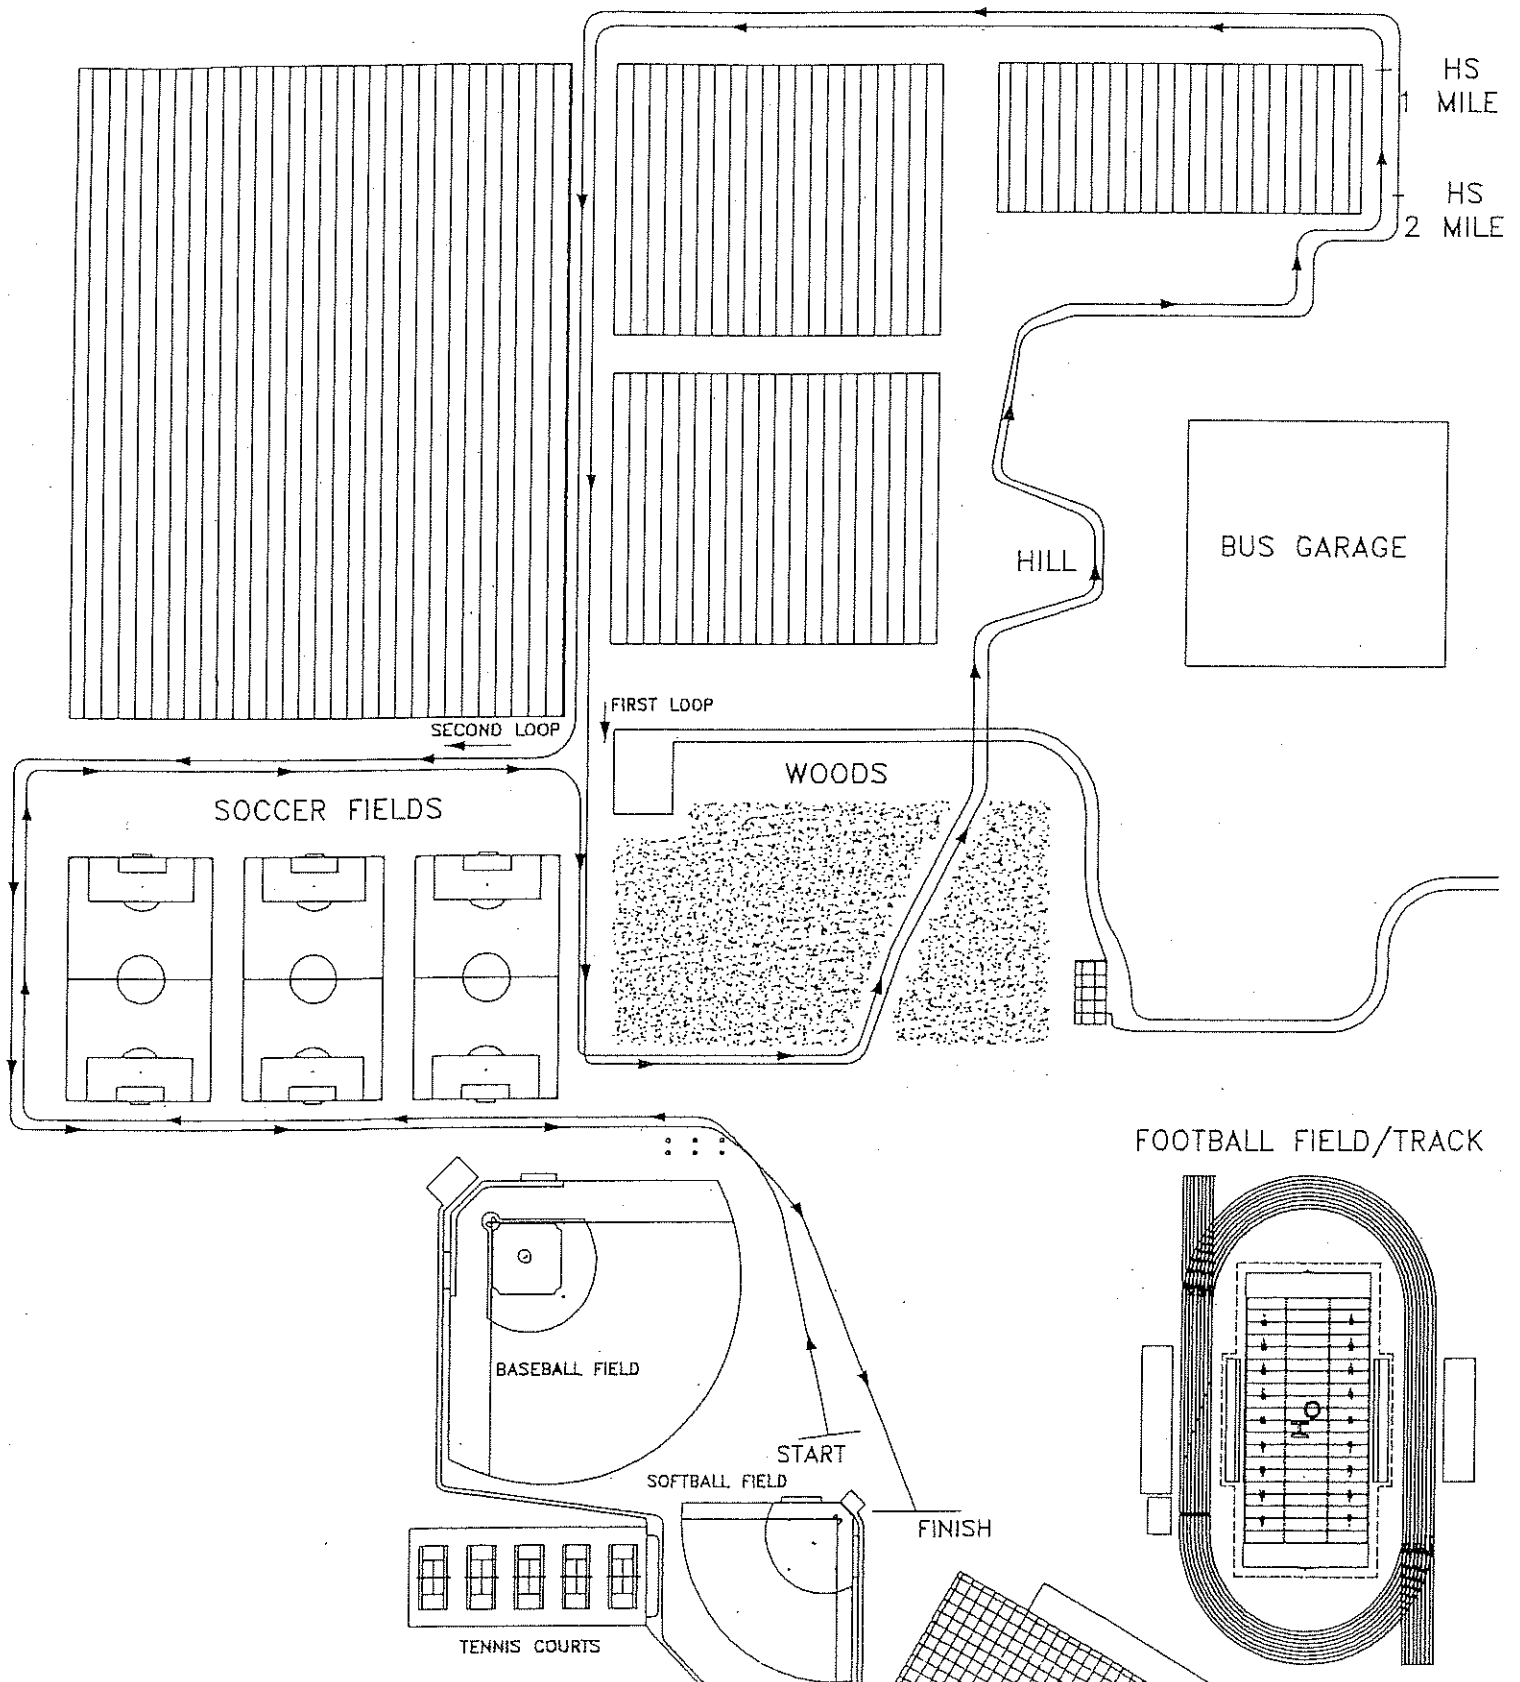 HS
1 MILE
HS
2 MILE
BUS GARAGE
HILL
FIRST LOOP
SECOND LOOP
WOODS
SOCCER FIELDS
FOOTBALL FIELD/TRACK
BASEBALL FIELD
START
SOFTBALL FIELD
FINISH
TENNIS COURTS
HO